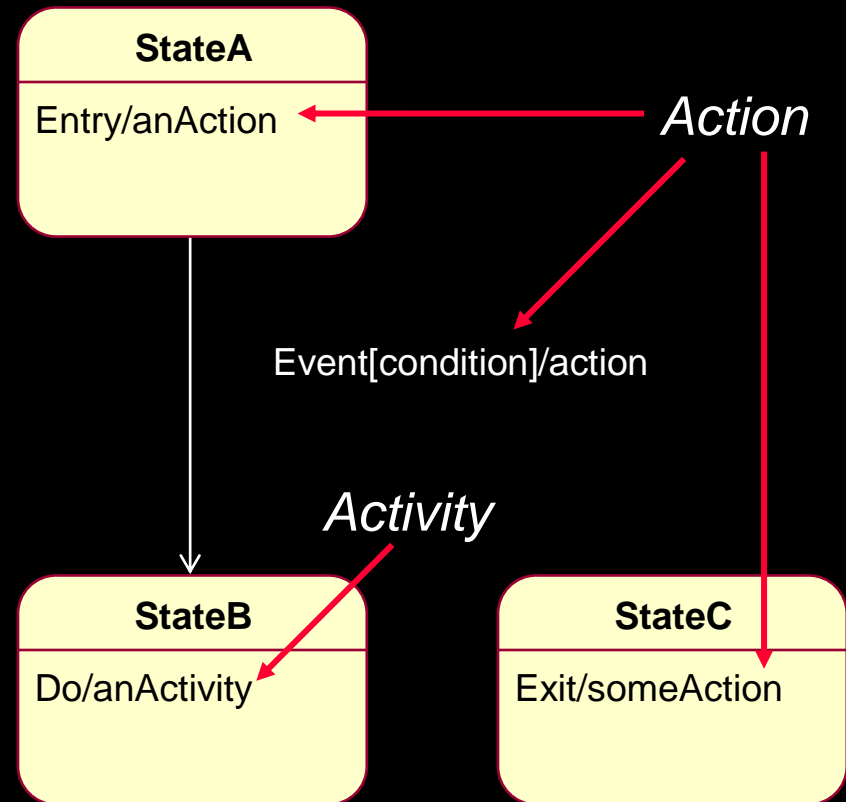 StateA
Entry/anAction
Action
Event[condition]/action
Activity
StateB
Do/anActivity
StateC
Exit/someAction